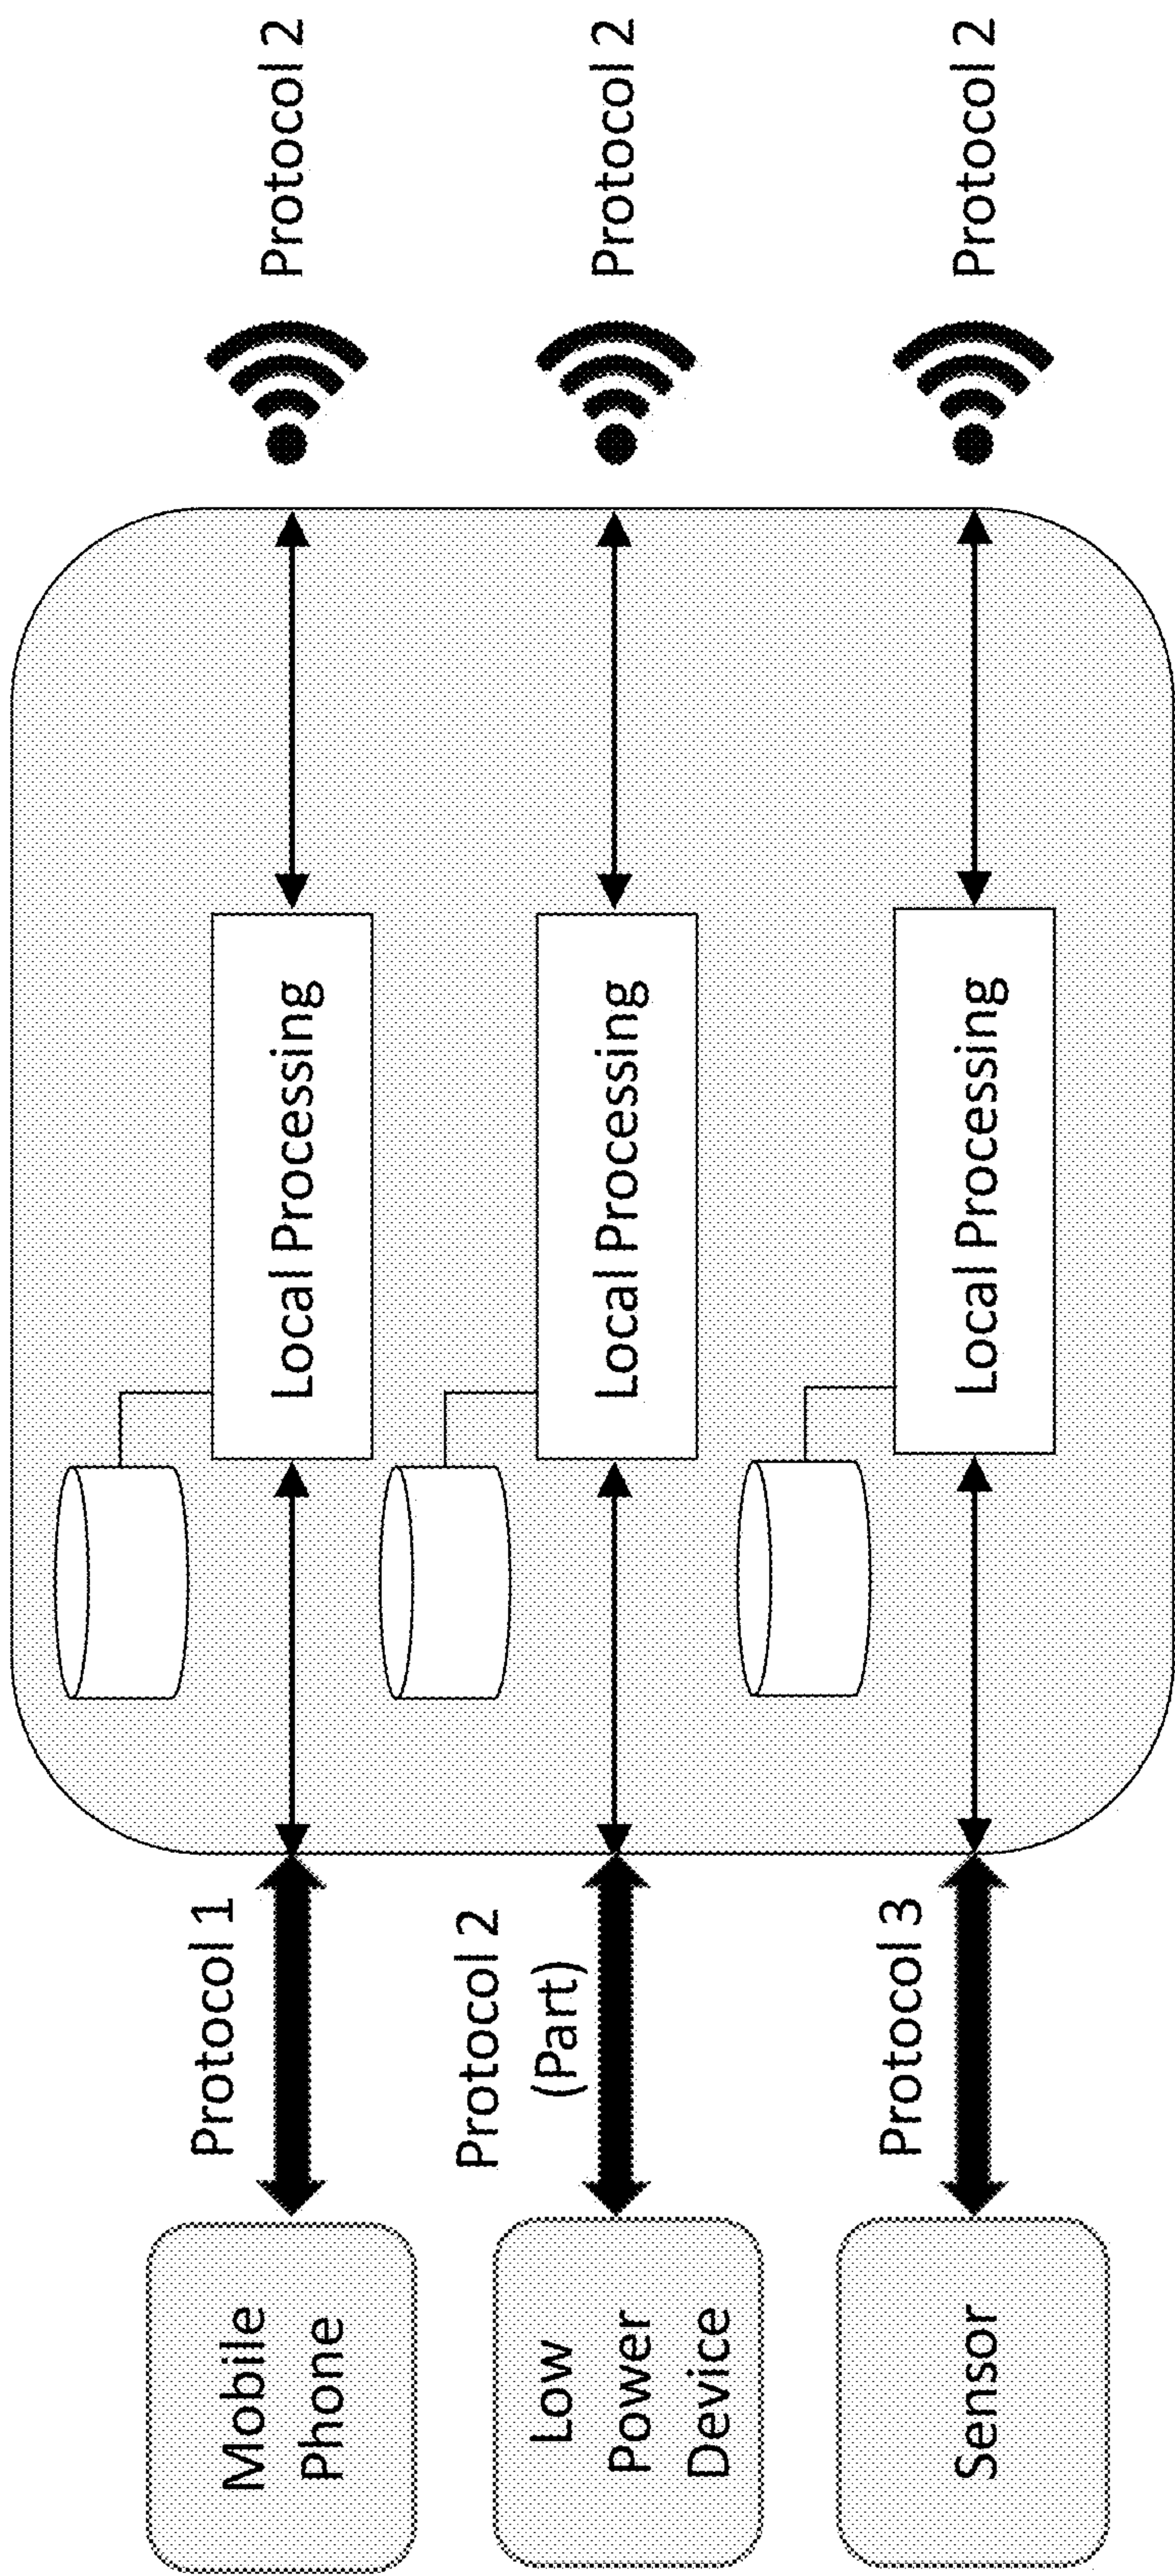 Mobile
Phone
Protocol 1
Local Processing
Protocol 2
Low
Power
Device
Protocol 2
(Part)
Local Processing
Protocol 2
Sensor
Protocol 3
Local Processing
Protocol 2